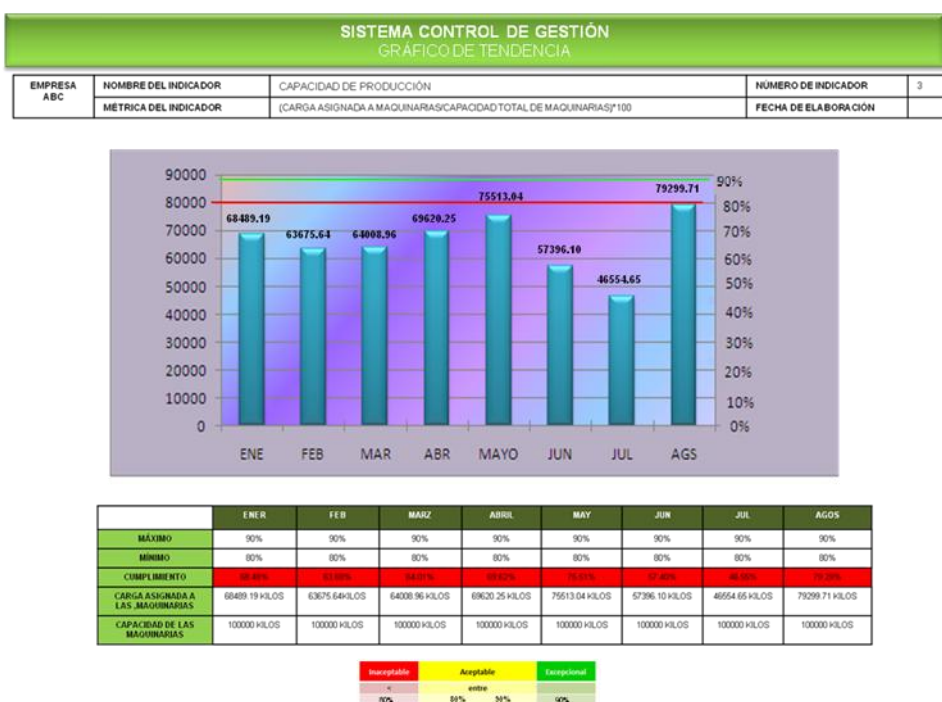 SISTEMA CONTROL DE GESTIÓN
GRÁFICO DE TENDENCIA
EMPRESA ABC NOMBRE DEL INDICADOR CAPACIDAD DE PRODUCCIÓN NÚMERO DE INDICADOR 3
MÉTRICA DEL INDICADOR (CARGA ASIGNADA A MAQUINARIAS/CAPACIDAD TOTAL DE MAQUINARIAS)*100 FECHA DE ELABORACIÓN
90000 90%
80000 80%
70000 70%
60000 60%
50000 50%
40000 40%
30000 30%
20000 20%
10000 10%
0 0%
68489.19 63675.64 64008.96 69620.25 75513.04 57396.10 46554.65 79299.71
ENE FEB MAR ABR MAYO JUN JUL AGS
ENER FEB MARZ ABRIL MAY JUN JUL AGOS
MÁXIMO 90% 90% 90% 90% 90% 90% 90% 90%
MÍNIMO 80% 80% 80% 80% 80% 80% 80% 80%
CUMPLIMIENTO
CARGA ASIGNADA A LAS .MAQUINARIAS 68489.19 KILOS 63675.64 KILOS 64008.96 KILOS 69620.25 KILOS 75513.04 KILOS 57396.10 KILOS 46554.65 KILOS 79299.71 KILOS
CAPACIDAD DE LAS MAQUINARIAS 100000 KILOS 100000 KILOS 100000 KILOS 100000 KILOS 100000 KILOS 100000 KILOS 100000 KILOS 100000 KILOS
Inaceptable Aceptable Excepcional
< entre
80% 80% 90% 90%